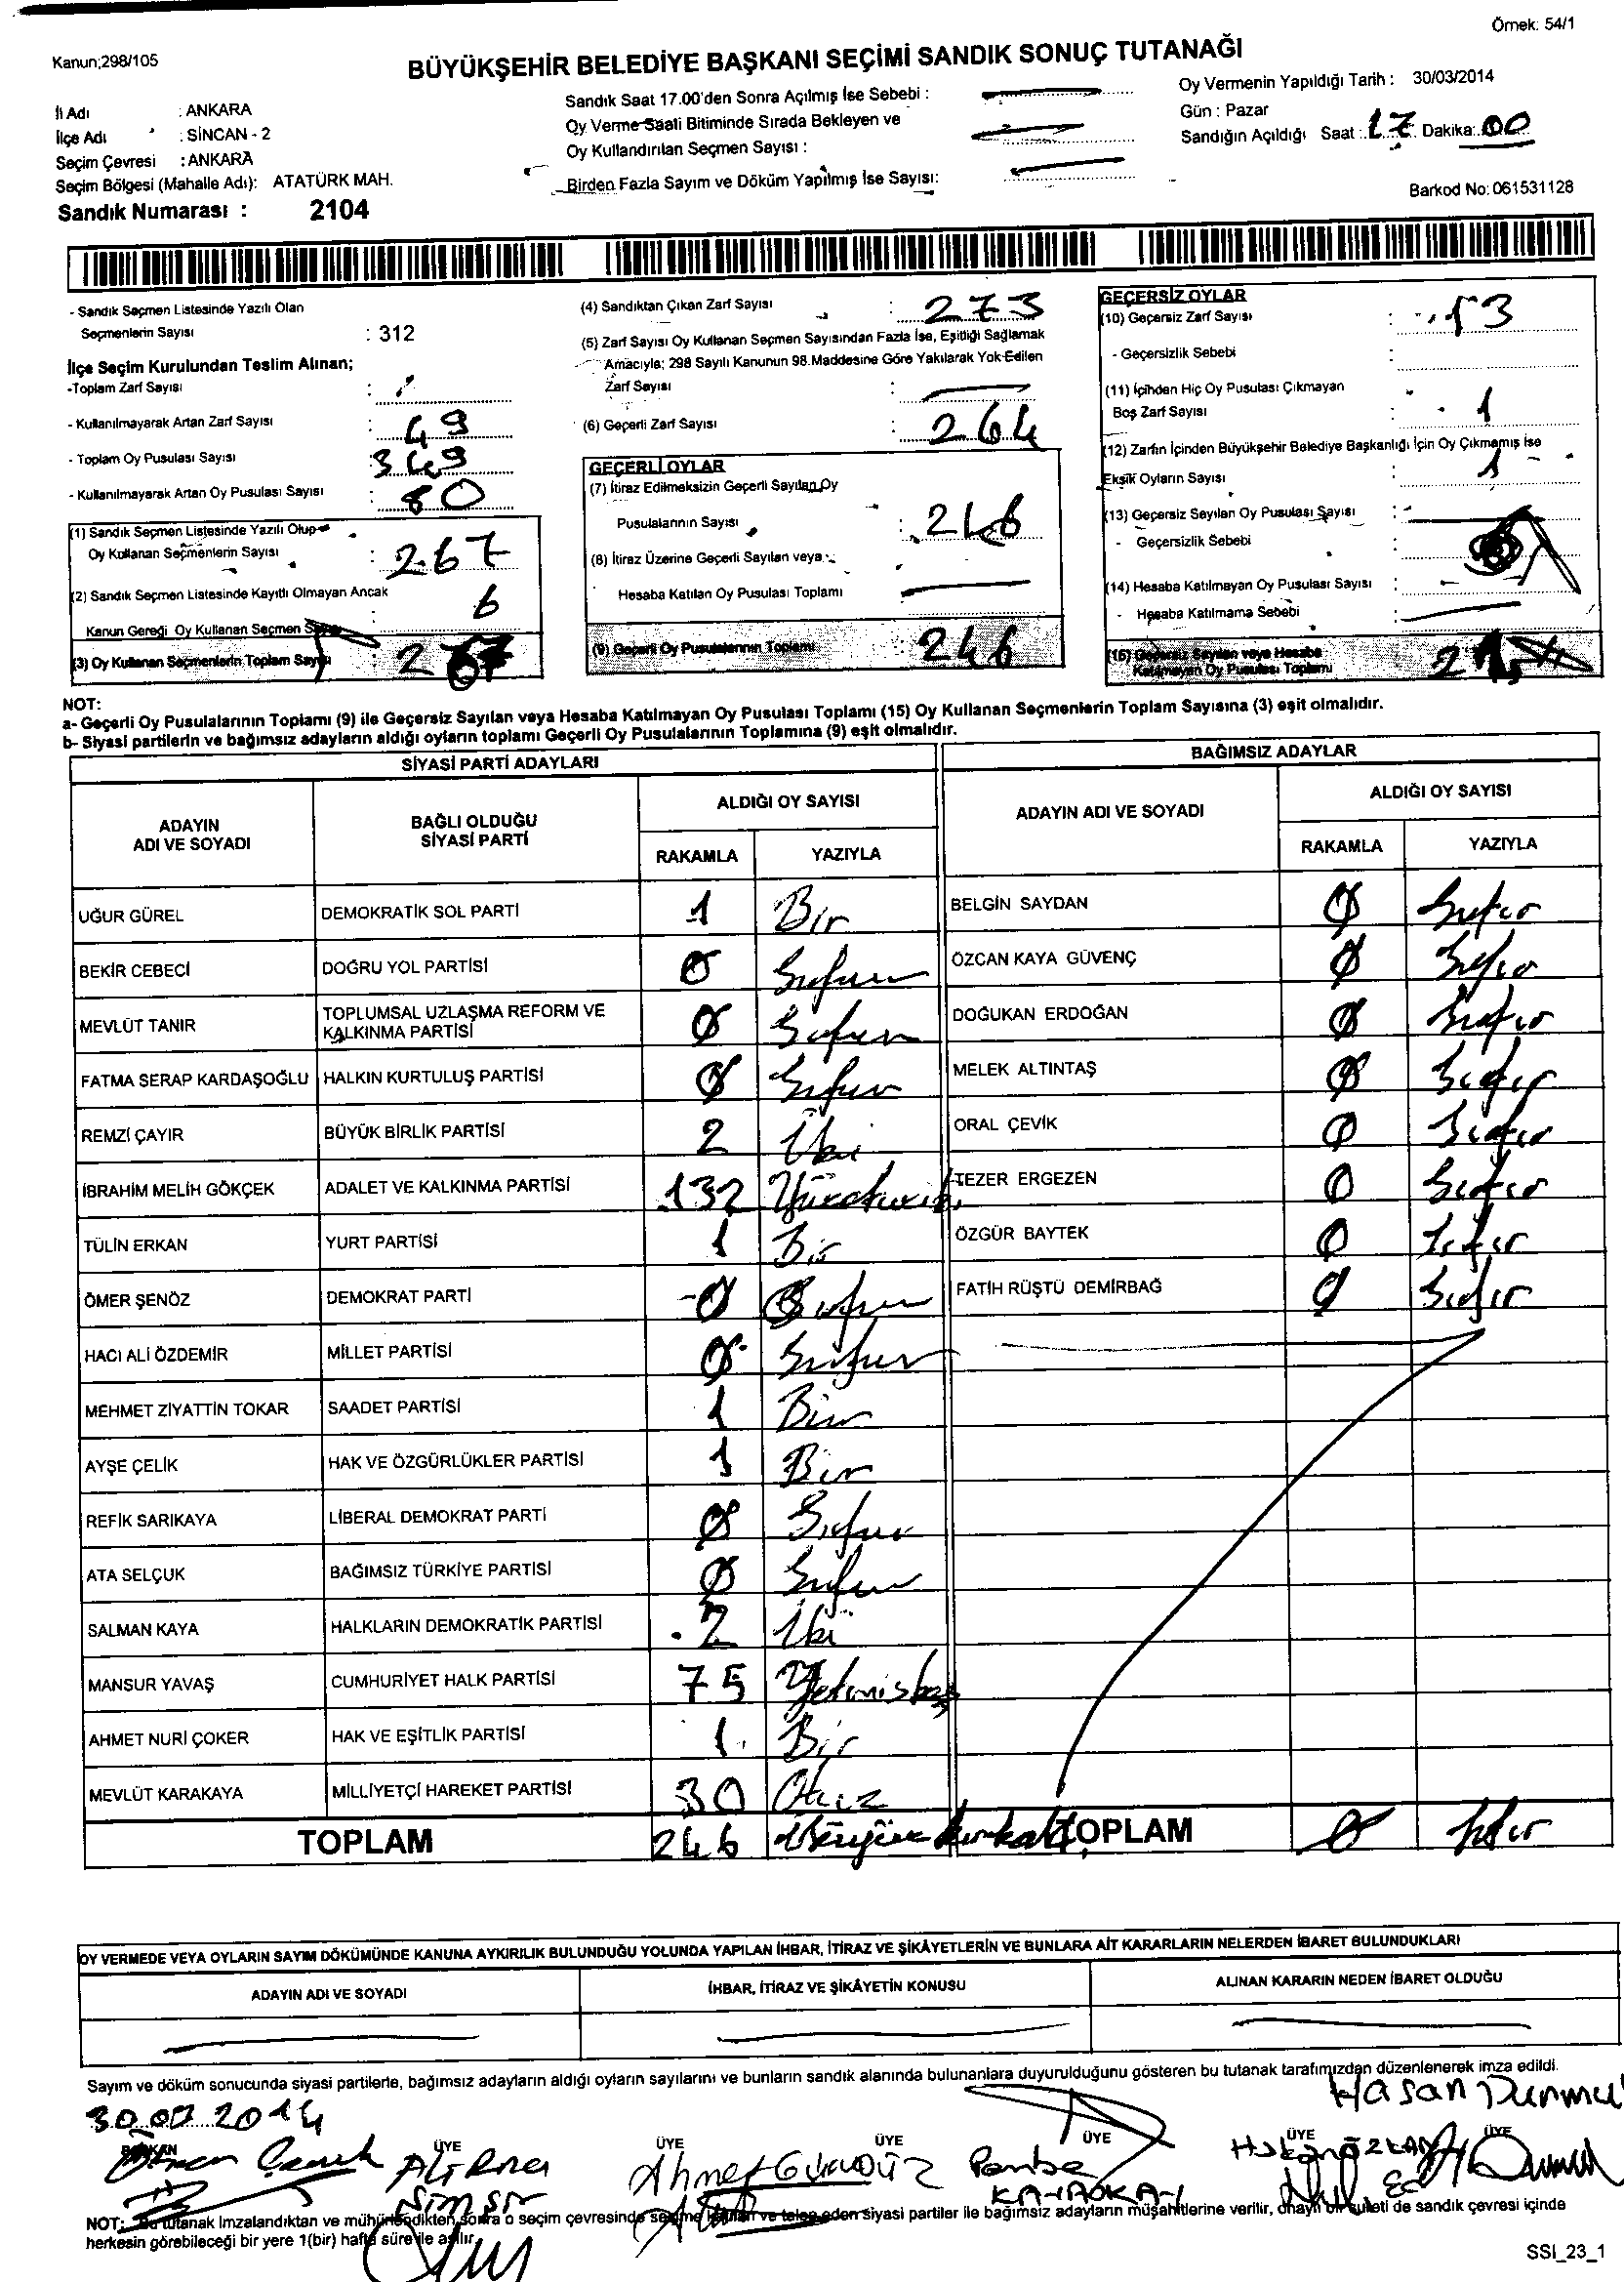 Örnek: 54/1
Kanun;298/105
BÜYÜKŞEHİR BELEDİYE BAŞKANI SEÇİMİ SANDIK SONUÇ TUTANAĞI
İl Adı : ANKARA
İlçe Adı : SİNCAN - 2
Seçim Çevresi : ANKARA
Seçim Bölgesi (Mahalle Adı): ATATÜRK MAH.
Sandık Numarası : 2104
Sandık Saat 17.00'den Sonra Açılmış İse Sebebi :
Oy Verme Saati Bitiminde Sırada Bekleyen ve
Oy Kullandırılan Seçmen Sayısı :
Birden Fazla Sayım ve Döküm Yapılmış İse Sayısı:
Oy Vermenin Yapıldığı Tarih : 30/03/2014
Gün : Pazar
Sandığın Açıldığı Saat : 17 Dakika: 00
Barkod No: 061531128
- Sandık Seçmen Listesinde Yazılı Olan
Seçmenlerin Sayısı : 312
İlçe Seçim Kurulundan Teslim Alınan;
-Toplam Zarf Sayısı :
- Kullanılmayarak Artan Zarf Sayısı : 49
- Toplam Oy Pusulası Sayısı : 349
- Kullanılmayarak Artan Oy Pusulası Sayısı : 80
(1) Sandık Seçmen Listesinde Yazılı Olup
Oy Kullanan Seçmenlerin Sayısı : 267
(2) Sandık Seçmen Listesinde Kayıtlı Olmayan Ancak
Kanun Gereği Oy Kullanan Seçmen 6
(3) Oy Kullanan Seçmenlerin Toplam Sayısı :
(4) Sandıktan Çıkan Zarf Sayısı : 273
(5) Zarf Sayısı Oy Kullanan Seçmen Sayısından Fazla İse, Eşitliği Sağlamak
Amacıyla; 298 Sayılı Kanunun 98.Maddesine Göre Yakılarak Yok Edilen
Zarf Sayısı :
(6) Geçerli Zarf Sayısı : 264
GEÇERLİ OYLAR
(7) İtiraz Edilmeksizin Geçerli Sayılan Oy
Pusulalarının Sayısı : 246
(8) İtiraz Üzerine Geçerli Sayılan veya
Hesaba Katılan Oy Pusulası Toplamı
(9) Geçerli Oy Pusulalarının Toplamı 246
GEÇERSİZ OYLAR
(10) Geçersiz Zarf Sayısı : 13
- Geçersizlik Sebebi :
(11) İçinden Hiç Oy Pusulası Çıkmayan
Boş Zarf Sayısı : 1
(12) Zarfın İçinden Büyükşehir Belediye Başkanlığı İçin Oy Çıkmamış İse
Eksik Oyların Sayısı 1
(13) Geçersiz Sayılan Oy Pusulası Sayısı :
- Geçersizlik Sebebi :
(14) Hesaba Katılmayan Oy Pusulası Sayısı :
- Hesaba Katılmama Sebebi :
(15) Geçersiz Sayılan veya Hesaba
Katılmayan Oy Pusulası Toplamı
NOT:
a- Geçerli Oy Pusulalarının Toplamı (9) ile Geçersiz Sayılan veya Hesaba Katılmayan Oy Pusulası Toplamı (15) Oy Kullanan Seçmenlerin Toplam Sayısına (3) eşit olmalıdır.
b- Siyasi partilerin ve bağımsız adayların aldığı oyların toplamı Geçerli Oy Pusulalarının Toplamına (9) eşit olmalıdır.
SİYASİ PARTİ ADAYLARI
ADAYIN ADI VE SOYADI BAĞLI OLDUĞU SİYASİ PARTİ ALDIĞI OY SAYISI
RAKAMLA YAZIYLA
UĞUR GÜREL DEMOKRATİK SOL PARTİ 1 Bir
BEKİR CEBECİ DOĞRU YOL PARTİSİ 0 Sıfır
MEVLÜT TANIR TOPLUMSAL UZLAŞMA REFORM VE KALKINMA PARTİSİ 0 Sıfır
FATMA SERAP KARDAŞOĞLU HALKIN KURTULUŞ PARTİSİ 0 Sıfır
REMZİ ÇAYIR BÜYÜK BİRLİK PARTİSİ 2 İki
İBRAHİM MELİH GÖKÇEK ADALET VE KALKINMA PARTİSİ 132
TÜLİN ERKAN YURT PARTİSİ 1 Bir
ÖMER ŞENÖZ DEMOKRAT PARTİ 0 Sıfır
HACI ALİ ÖZDEMİR MİLLET PARTİSİ 0 Sıfır
MEHMET ZİYATTİN TOKAR SAADET PARTİSİ 1 Bir
AYŞE ÇELİK HAK VE ÖZGÜRLÜKLER PARTİSİ 1 Bir
REFİK SARIKAYA LİBERAL DEMOKRAT PARTİ 0 Sıfır
ATA SELÇUK BAĞIMSIZ TÜRKİYE PARTİSİ 0 Sıfır
SALMAN KAYA HALKLARIN DEMOKRATİK PARTİSİ 2 İki
MANSUR YAVAŞ CUMHURİYET HALK PARTİSİ 75 Yetmişbeş
AHMET NURİ ÇOKER HAK VE EŞİTLİK PARTİSİ 1 Bir
MEVLÜT KARAKAYA MİLLİYETÇİ HAREKET PARTİSİ 30 Otuz
TOPLAM 246 İkiyüz kırkaltı
BAĞIMSIZ ADAYLAR
ADAYIN ADI VE SOYADI ALDIĞI OY SAYISI
RAKAMLA YAZIYLA
BELGİN SAYDAN 0 Sıfır
ÖZCAN KAYA GÜVENÇ 0 Sıfır
DOĞUKAN ERDOĞAN 0 Sıfır
MELEK ALTINTAŞ 0 Sıfır
ORAL ÇEVİK 0 Sıfır
TEZER ERGEZEN 0 Sıfır
ÖZGÜR BAYTEK 0 Sıfır
FATİH RÜŞTÜ DEMİRBAĞ 0 Sıfır
TOPLAM 0 Sıfır
OY VERMEDE VEYA OYLARIN SAYIM DÖKÜMÜNDE KANUNA AYKIRILIK BULUNDUĞU YOLUNDA YAPILAN İHBAR, İTİRAZ VE ŞİKÂYETLERİN VE BUNLARA AİT KARARLARIN NELERDEN İBARET BULUNDUKLARI
ADAYIN ADI VE SOYADI İHBAR, İTİRAZ VE ŞİKÂYETİN KONUSU ALINAN KARARIN NEDEN İBARET OLDUĞU
Sayım ve döküm sonucunda siyasi partilerle, bağımsız adayların aldığı oyların sayılarını ve bunların sandık alanında bulunanlara duyurulduğunu gösteren bu tutanak tarafımızdan düzenlenerek imza edildi.
Hasan
BAŞKAN ÜYE ÜYE ÜYE ÜYE ÜYE ÜYE
Ahmet GÜNDÜZ
Pembe
NOT: Bu tutanak İmzalandıktan ve mühürlendikten sonra o seçim çevresinde seçime katılan ve talep eden siyasi partiler ile bağımsız adayların müşahitlerine verilir, onaylı bir sureti de sandık çevresi içinde
herkesin görebileceği bir yere 1(bir) hafta süre ile asılır.
SSI_23_1